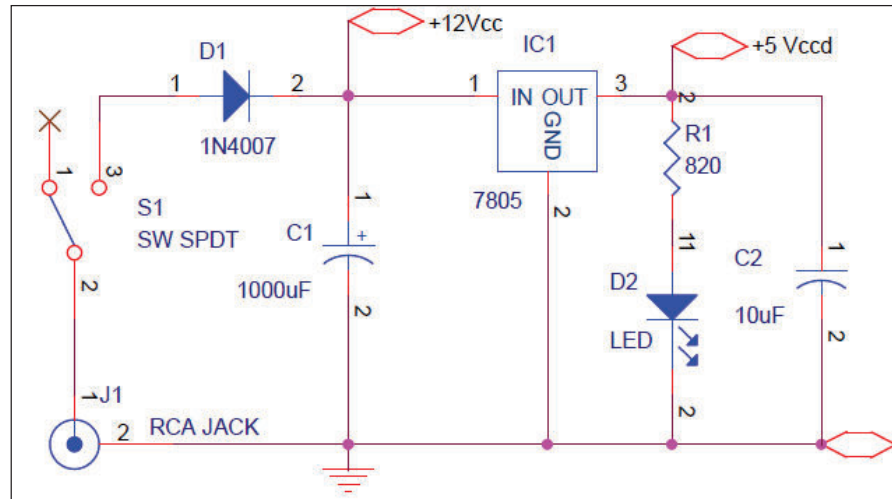 +12Vcc
IC1
+5 Vccd
D1
1
2
1
IN OUT
3
2
GND
1N4007
R1
820
1
3
1
7805
2
S1
SW SPDT
C1
+
11
1
C2
2
1000uF
2
D2
10uF
LED
2
1
J1
2
RCA JACK
2